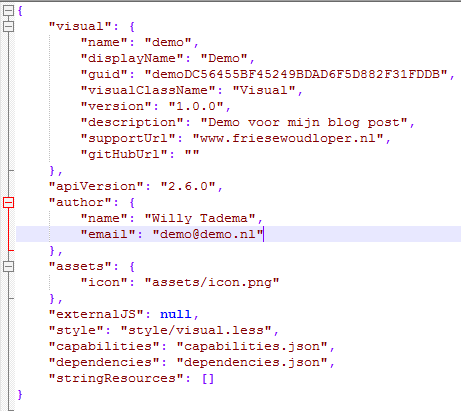 {
    "visual": {
        "name": "demo",
        "displayName": "Demo",
        "guid": "demoDC56455BF45249BDAD6F5D882F31FDDB",
        "visualClassName": "Visual",
        "version": "1.0.0",
        "description": "Demo voor mijn blog post",
        "supportUrl": "www.friesewoudloper.nl",
        "gitHubUrl": ""
    },
    "apiVersion": "2.6.0",
    "author": {
        "name": "Willy Tadema",
        "email": "demo@demo.nl"
    },
    "assets": {
        "icon": "assets/icon.png"
    },
    "externalJS": null,
    "style": "style/visual.less",
    "capabilities": "capabilities.json",
    "dependencies": "dependencies.json",
    "stringResources": []
}